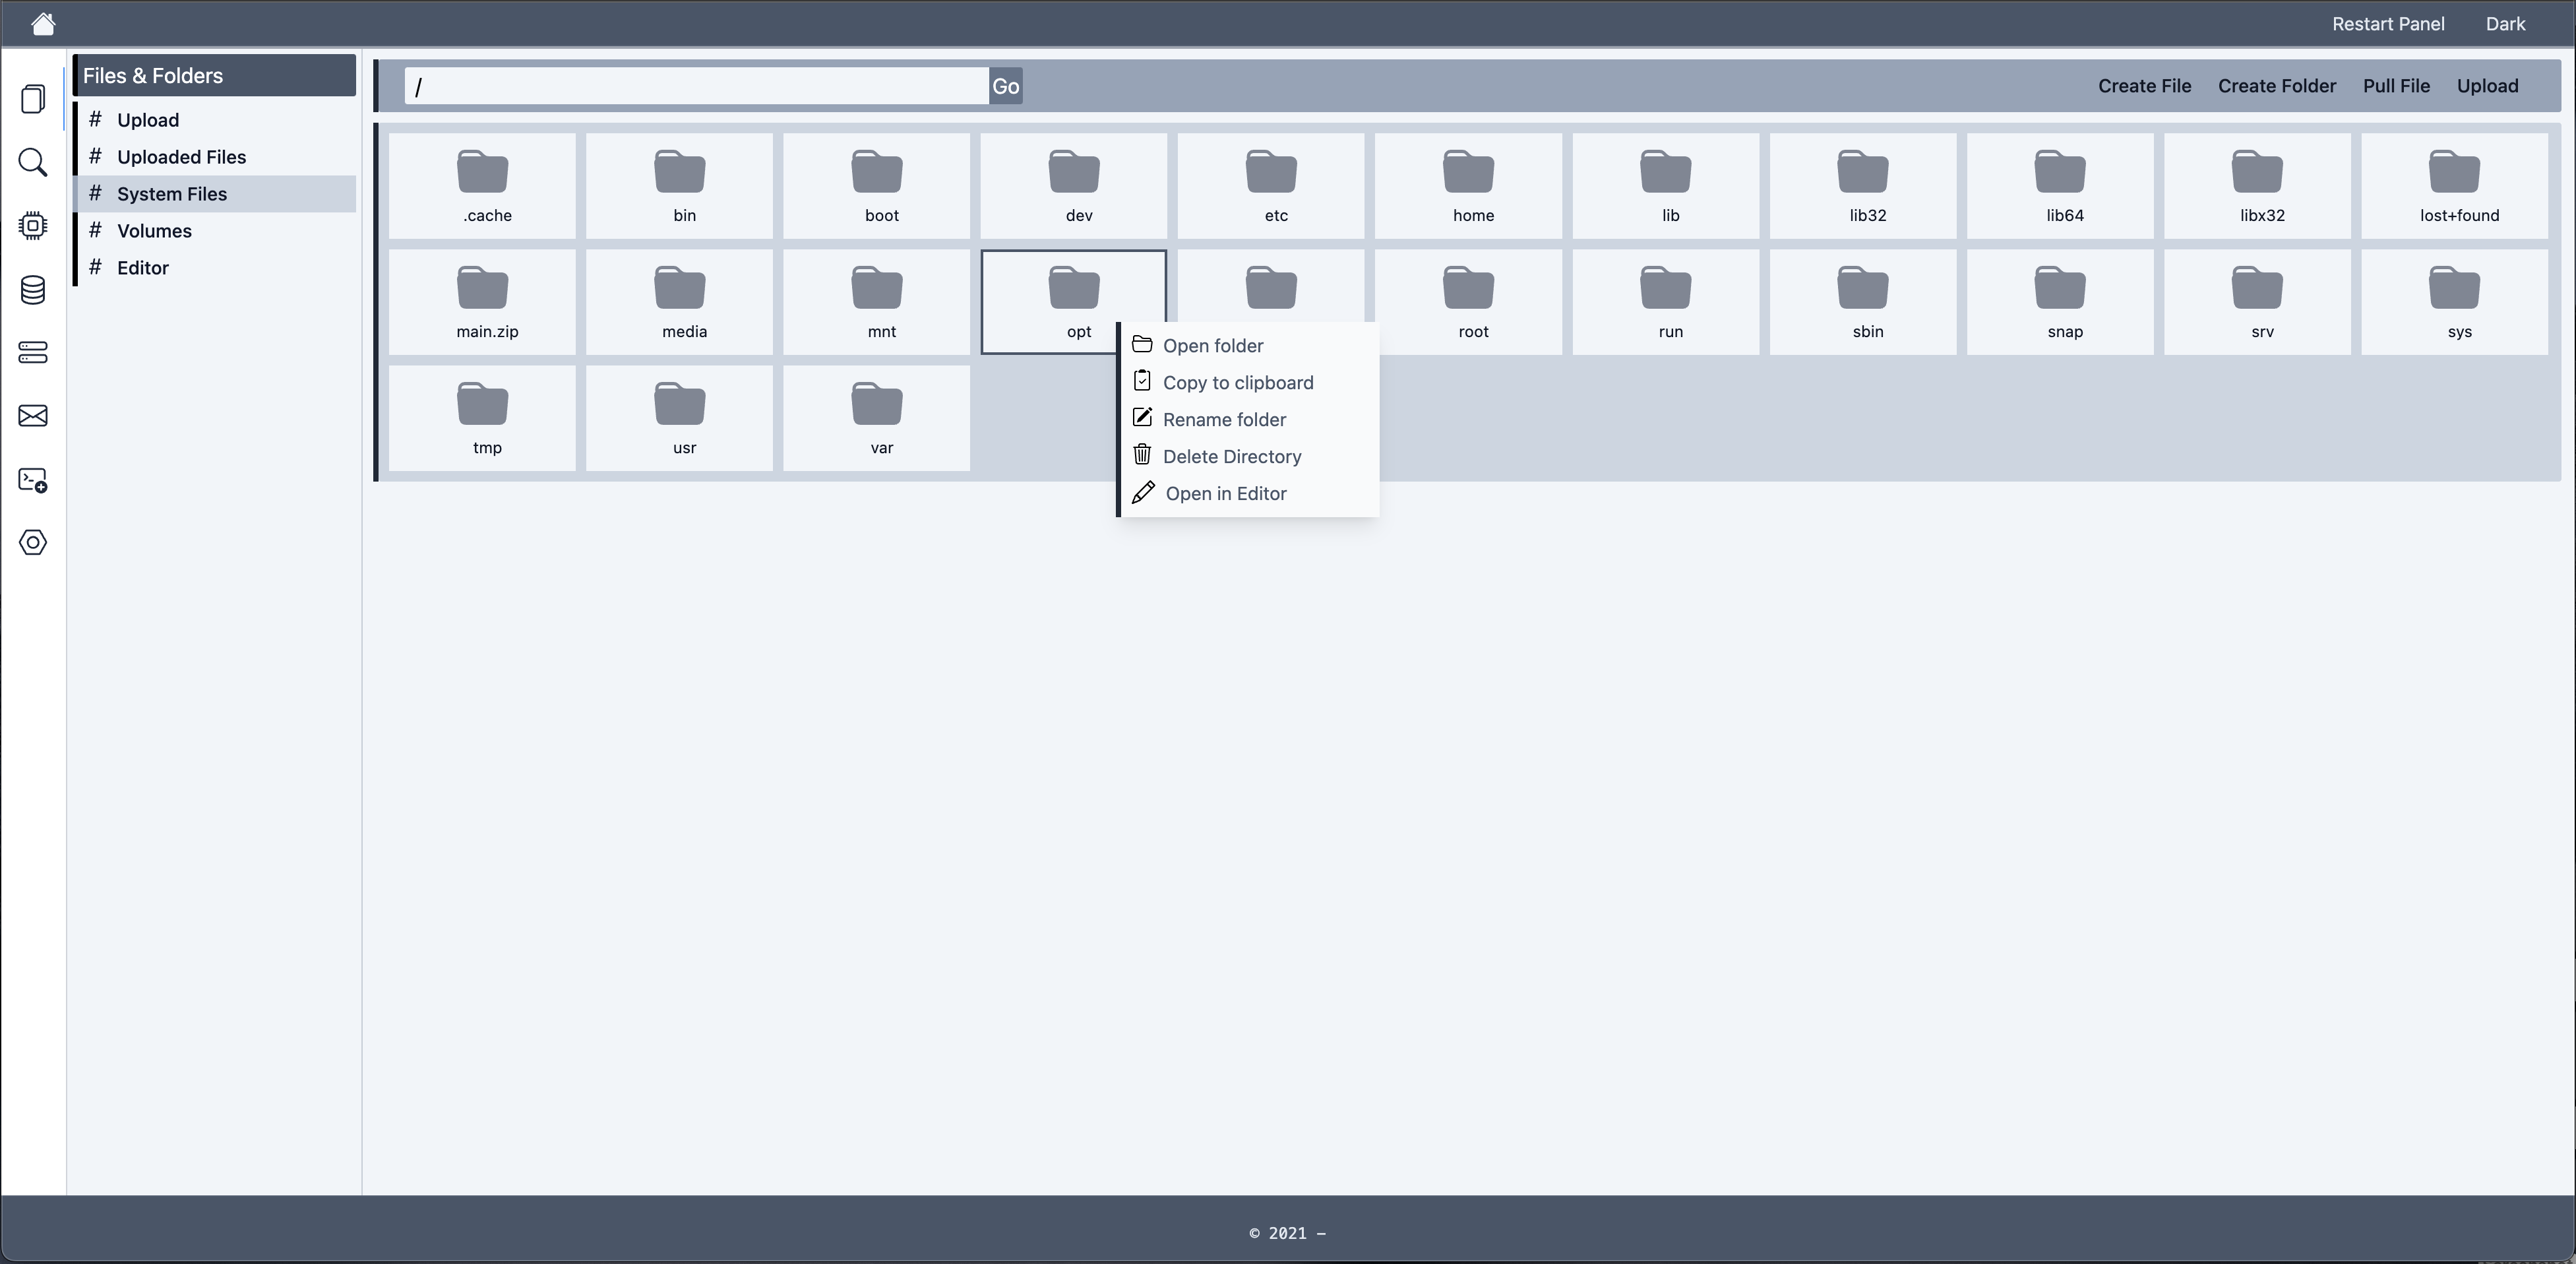 Restart Panel Dark
Files & Folders
# Upload
# Uploaded Files
# System Files
# Volumes
# Editor
/ Go
Create File Create Folder Pull File Upload
.cache bin boot dev etc home lib lib32 lib64 libx32 lost+found
main.zip media mnt opt root run sbin snap srv sys
Open folder
Copy to clipboard
Rename folder
Delete Directory
Open in Editor
tmp usr var
© 2021 –